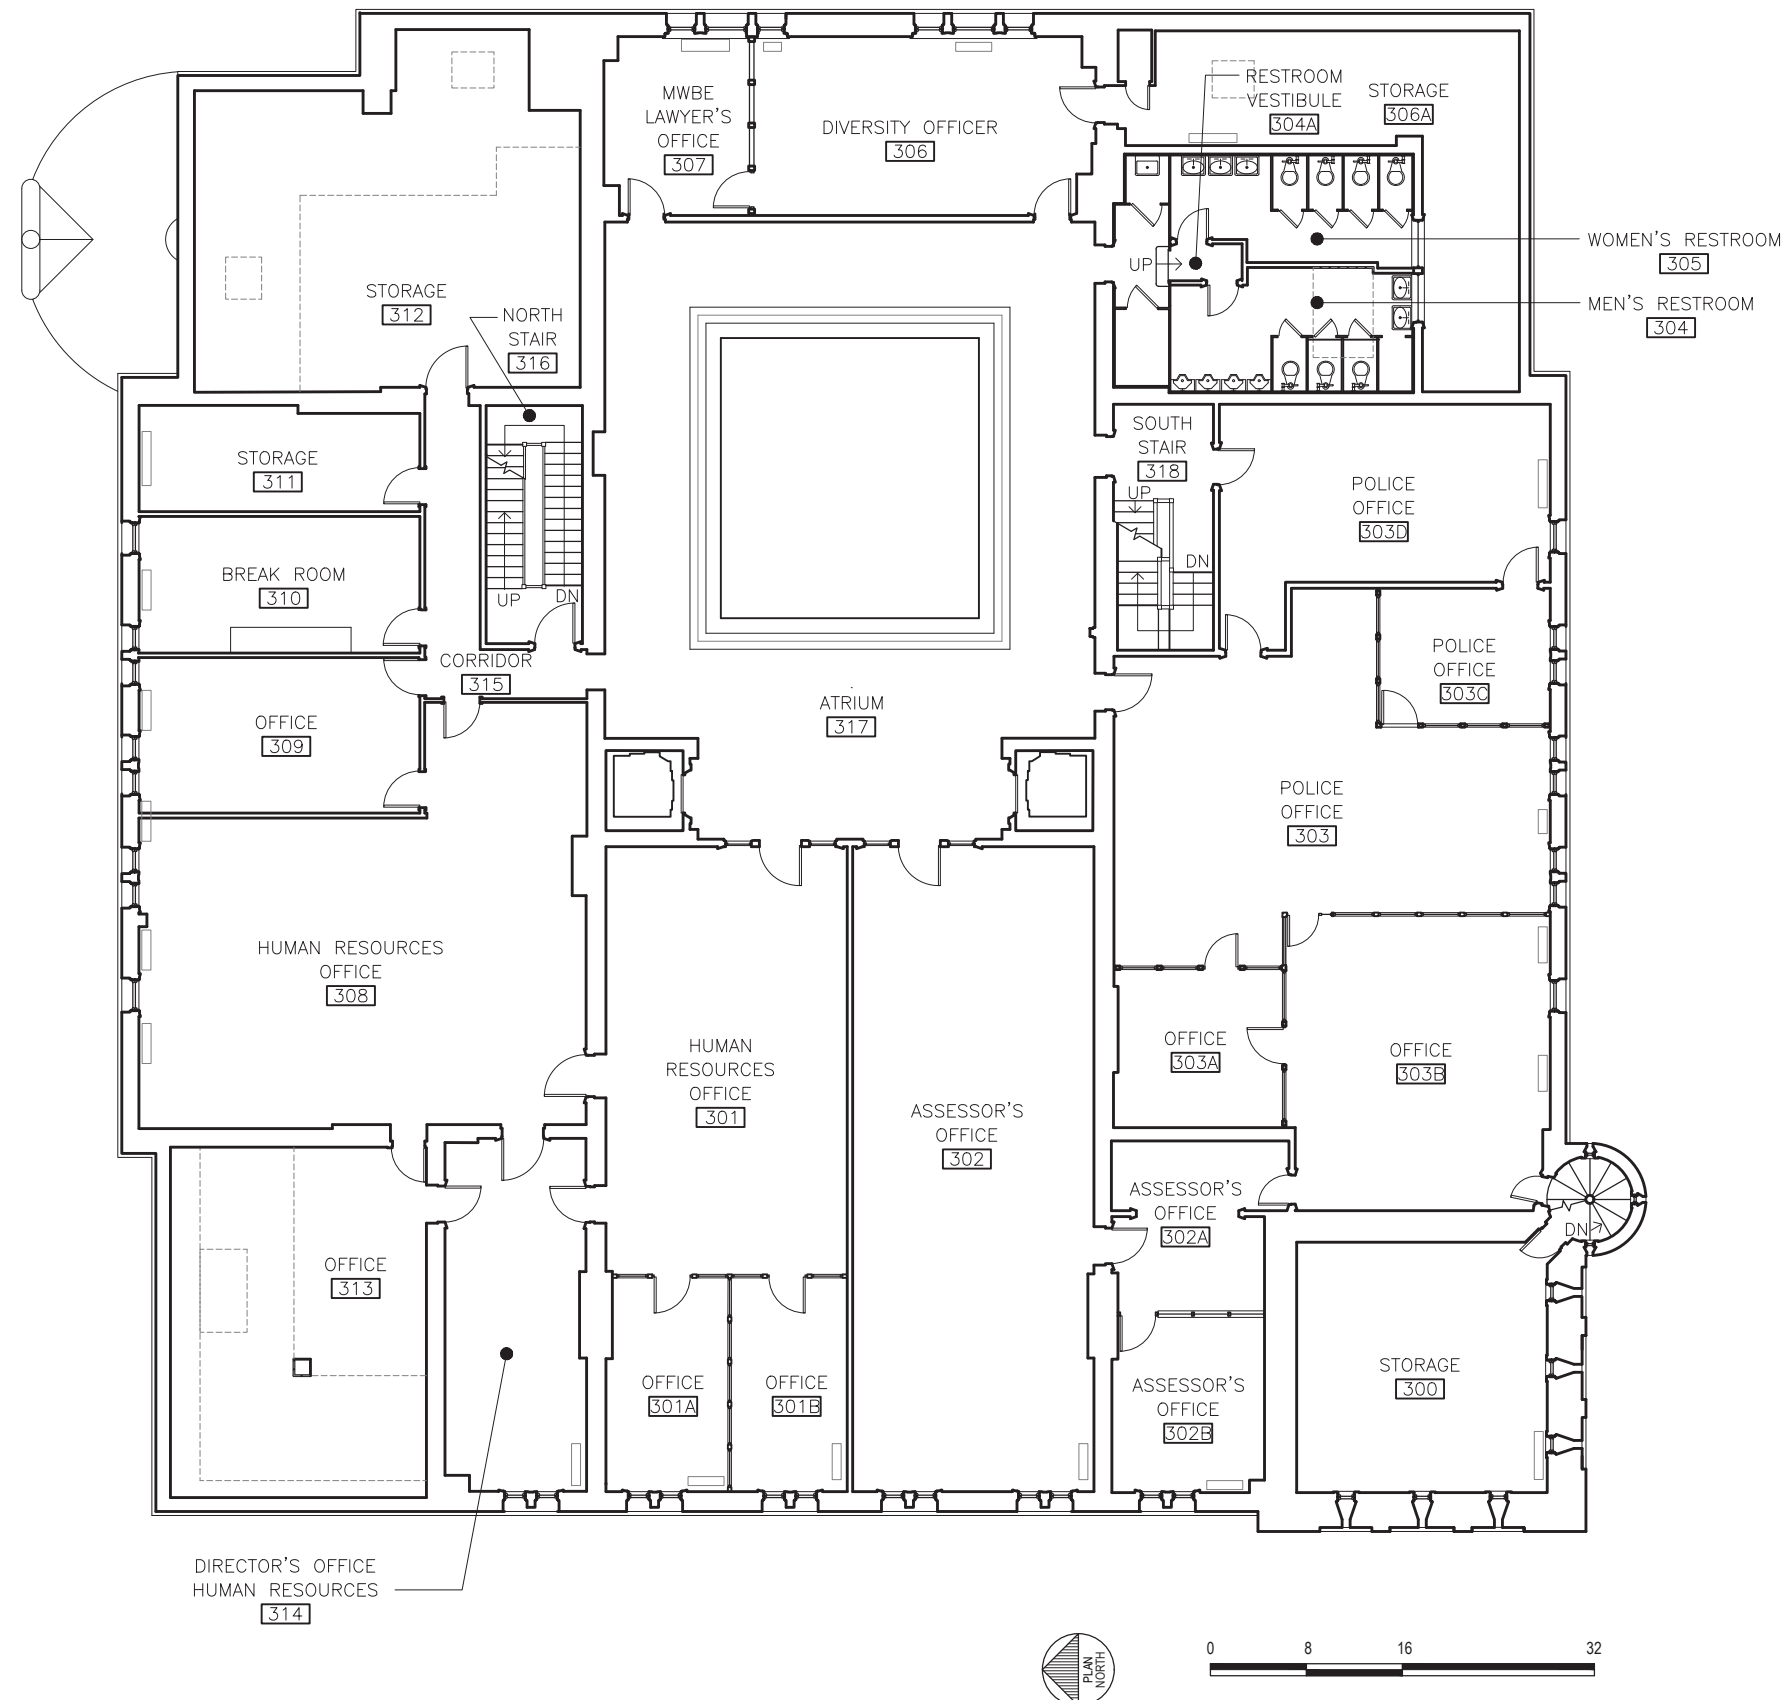 MWBE
LAWYER'S
OFFICE
307
DIVERSITY OFFICER
306
RESTROOM
VESTIBULE
304A
STORAGE
306A
WOMEN'S RESTROOM
305
MEN'S RESTROOM
304
UP
STORAGE
312
NORTH
STAIR
316
UP
DN
STORAGE
311
BREAK ROOM
310
CORRIDOR
315
OFFICE
309
SOUTH
STAIR
318
UP
DN
POLICE
OFFICE
303D
POLICE
OFFICE
303C
ATRIUM
317
POLICE
OFFICE
303
HUMAN RESOURCES
OFFICE
308
HUMAN
RESOURCES
OFFICE
301
ASSESSOR'S
OFFICE
302
OFFICE
303A
OFFICE
303B
ASSESSOR'S
OFFICE
302A
DN
OFFICE
313
OFFICE
301A
OFFICE
301B
ASSESSOR'S
OFFICE
302B
STORAGE
300
DIRECTOR'S OFFICE
HUMAN RESOURCES
314
PLAN
NORTH
0 8 16 32